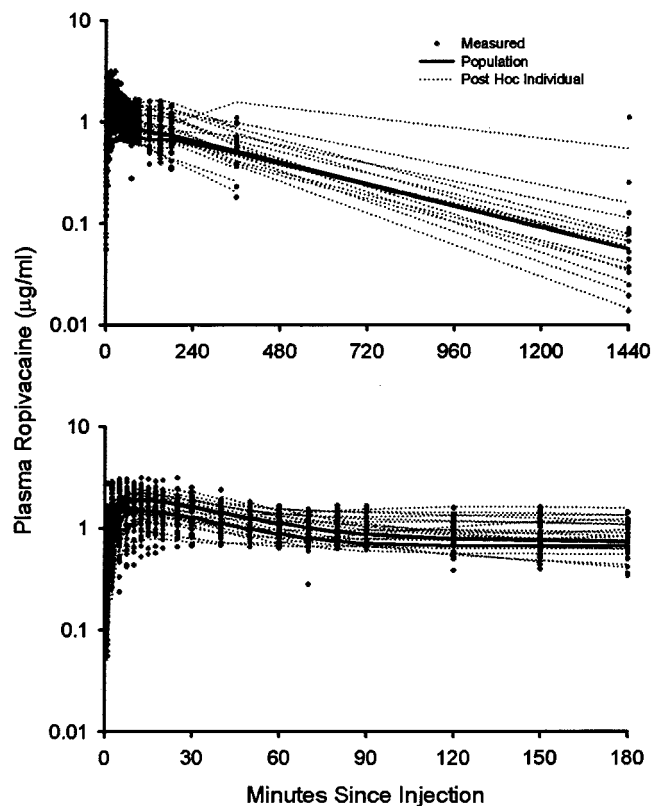 10
Measured
Population
Post Hoc Individual
1
0.1
0.01
0 240 480 720 960 1200 1440
Plasma Ropivacaine (µg/ml)
10
1
0.1
0.01
0 30 60 90 120 150 180
Minutes Since Injection